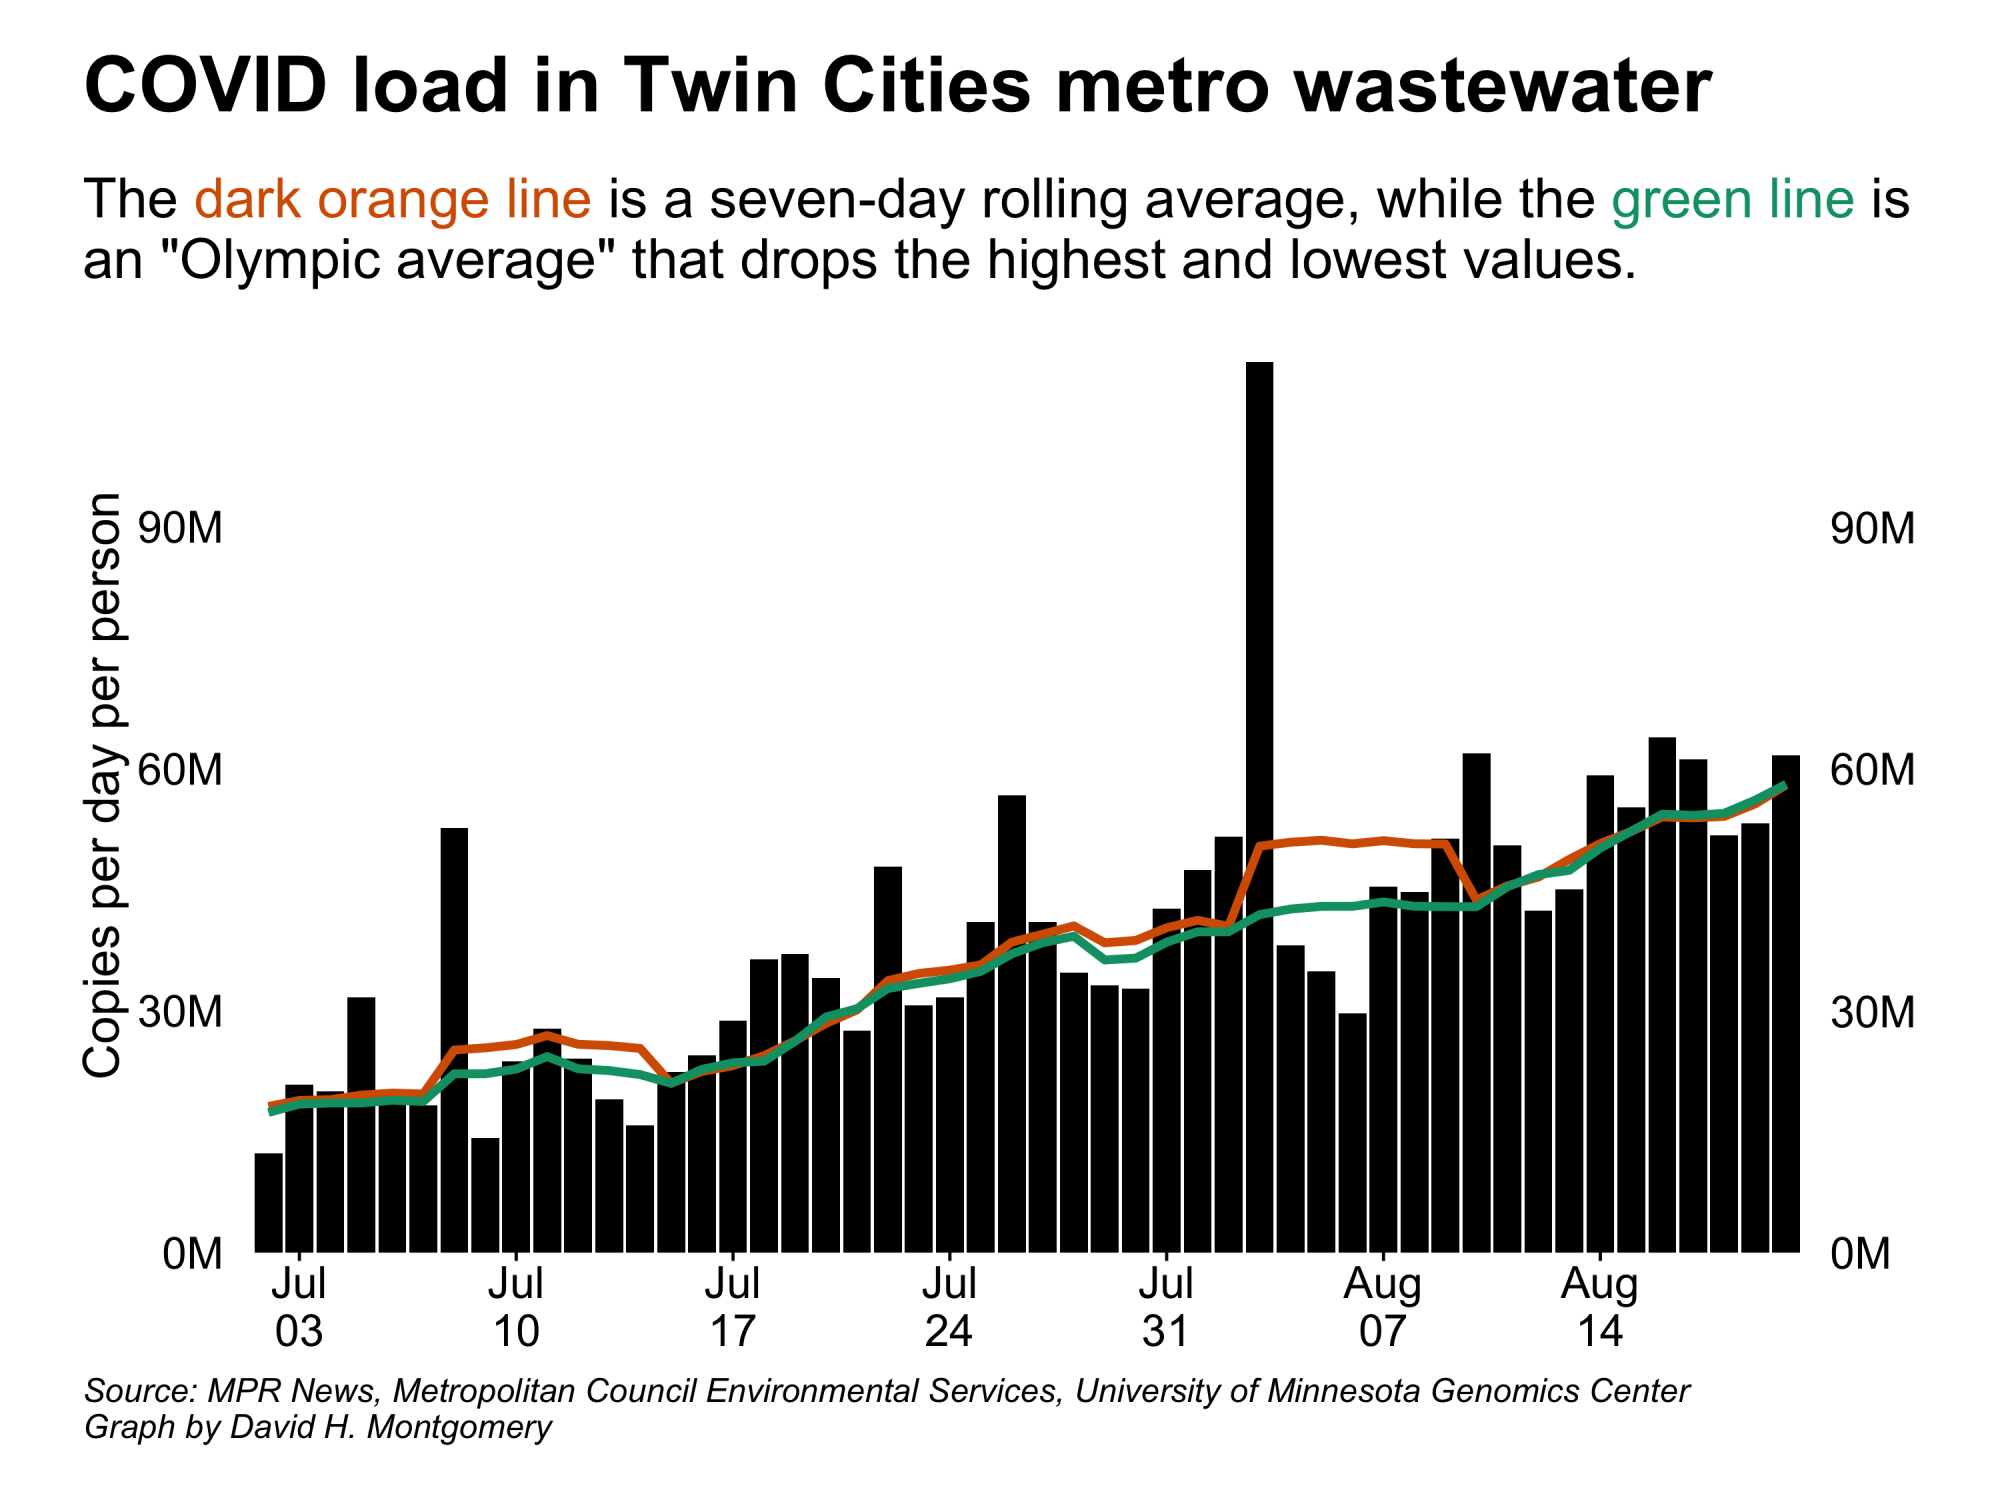 COVID load in Twin Cities metro wastewater
The dark orange line is a seven-day rolling average, while the green line is
an "Olympic average" that drops the highest and lowest values.
Copies per day per person
90M
90M
60M
60M
30M
30M
0M
0M
Jul
03
Jul
10
Jul
17
Jul
24
Jul
31
Aug
07
Aug
14
Source: MPR News, Metropolitan Council Environmental Services, University of Minnesota Genomics Center
Graph by David H. Montgomery